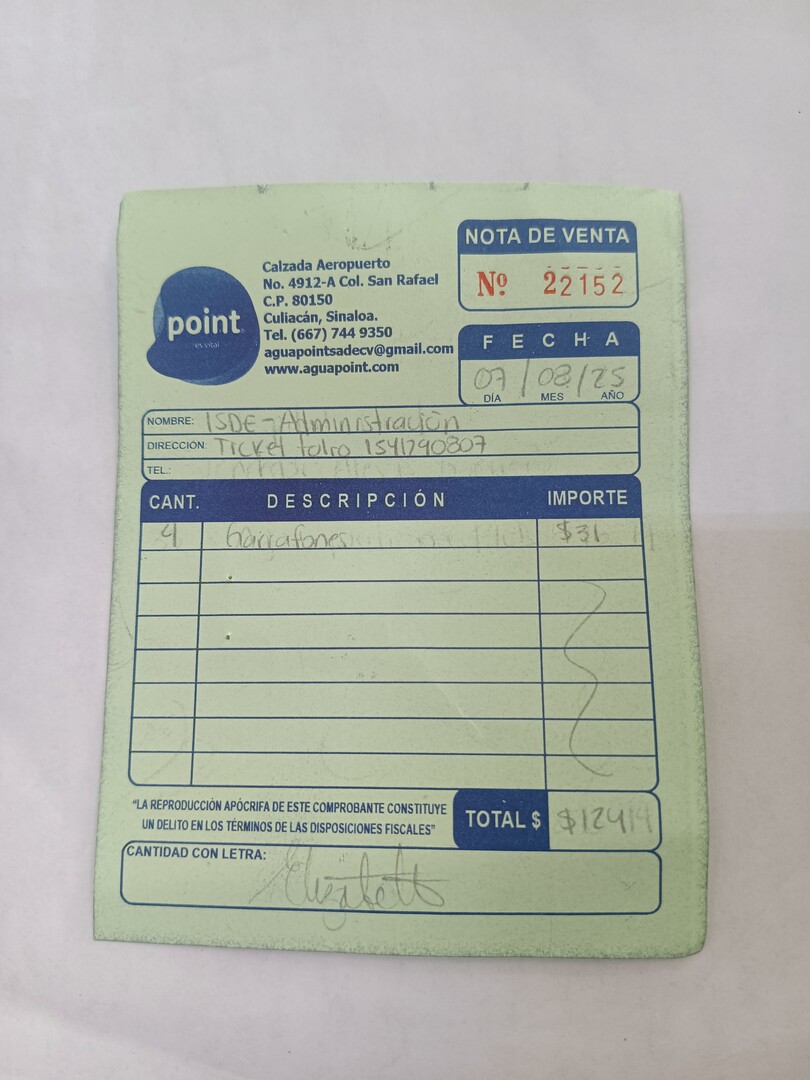 NOTA DE VENTA
Nº 22152
point
Calzada Aeropuerto
No. 4912-A Col. San Rafael
C.P. 80150
Culiacán, Sinaloa.
Tel. (667) 744 9350
aguapointsadecv@gmail.com
www.aguapoint.com
FECHA
07/08/25
DÍA MES AÑO
NOMBRE: ISDE-Administración
DIRECCIÓN: Ticket folio 1541290807
TEL.:
CANT. DESCRIPCIÓN IMPORTE
4 garrafones $31
"LA REPRODUCCIÓN APÓCRIFA DE ESTE COMPROBANTE CONSTITUYE
UN DELITO EN LOS TÉRMINOS DE LAS DISPOSICIONES FISCALES"
TOTAL $ $124
CANTIDAD CON LETRA: Elizabeth